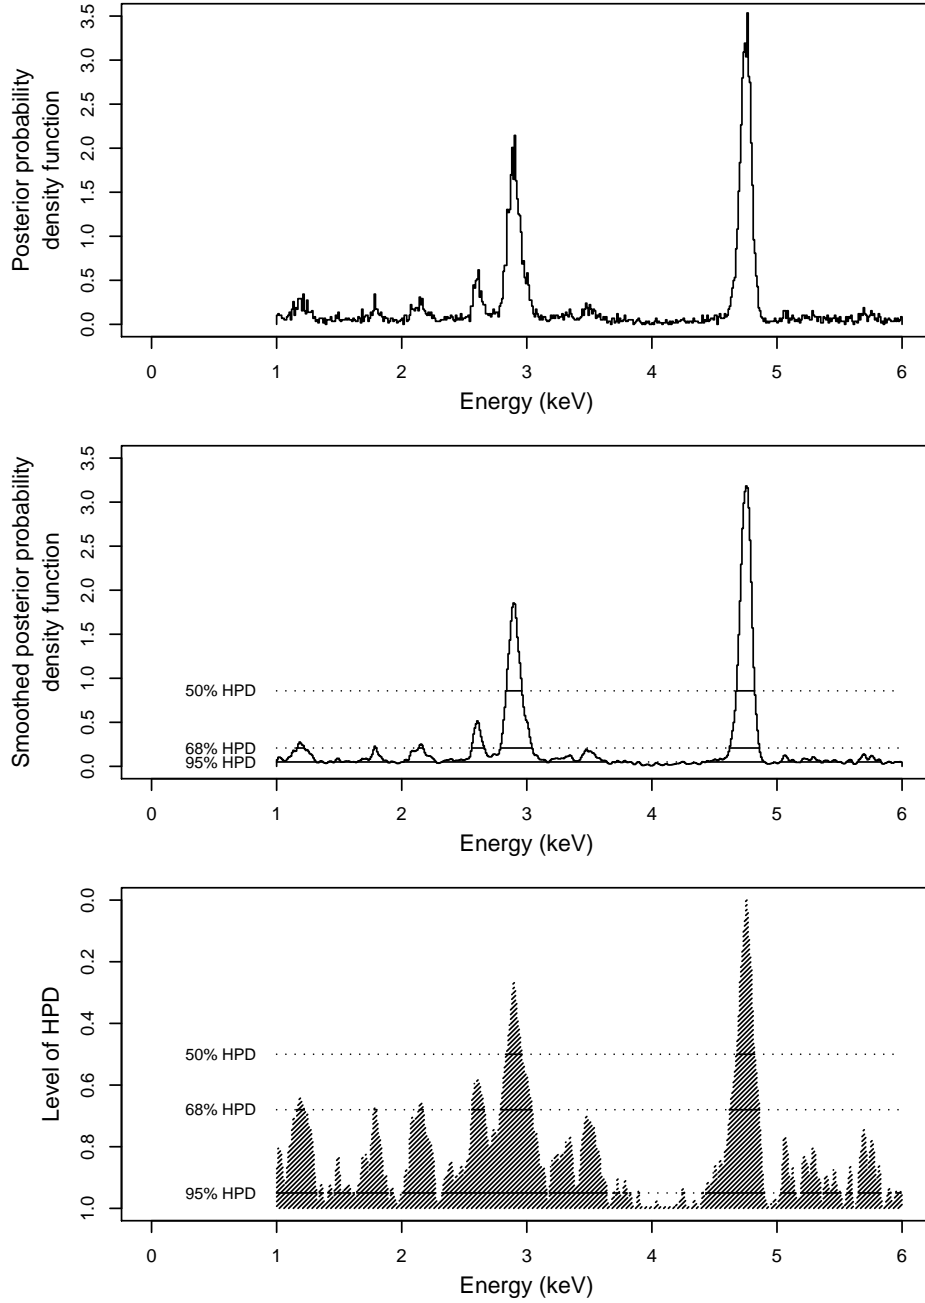 Posterior probability
density function
3.5
3.0
2.5
2.0
1.5
1.0
0.5
0.0
0 1 2 3 4 5 6
Energy (keV)
Smoothed posterior probability
density function
3.5
3.0
2.5
2.0
1.5
1.0
0.5
0.0
50% HPD
68% HPD
95% HPD
0 1 2 3 4 5 6
Energy (keV)
Level of HPD
0.0
0.2
0.4
0.6
0.8
1.0
50% HPD
68% HPD
95% HPD
0 1 2 3 4 5 6
Energy (keV)